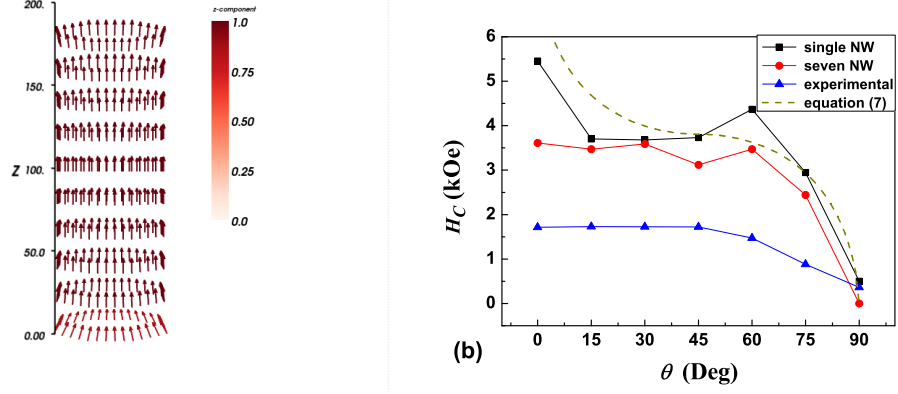 200.
150.
Z 100.
50.0
0.00
z-component
1.0
0.75
0.50
0.25
0.0
6
5
4
3
2
1
0
H_C (kOe)
single NW
seven NW
experimental
equation (7)
0 15 30 45 60 75 90
θ (Deg)
(b)